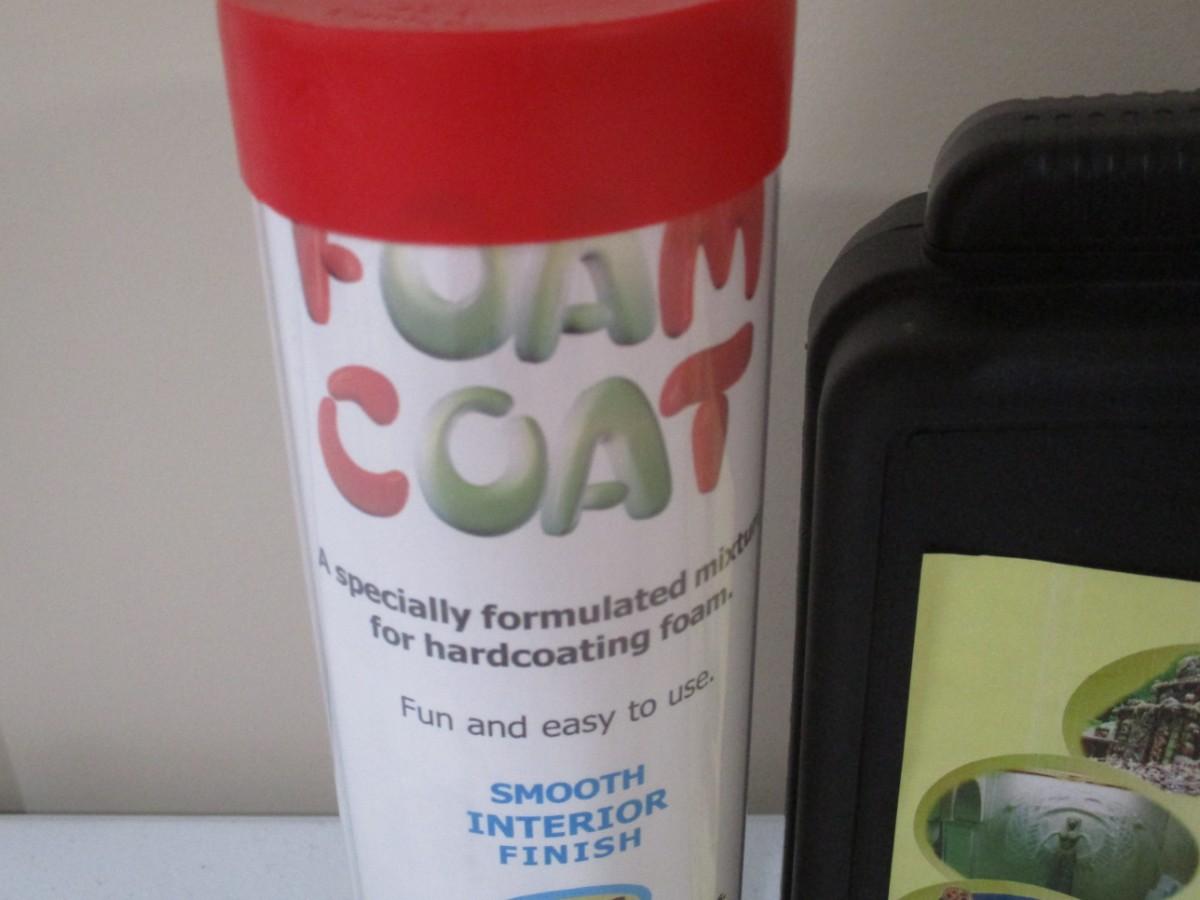 FOAM
COAT
A specially formulated mixture
for hardcoating foam.
Fun and easy to use.
SMOOTH
INTERIOR
FINISH